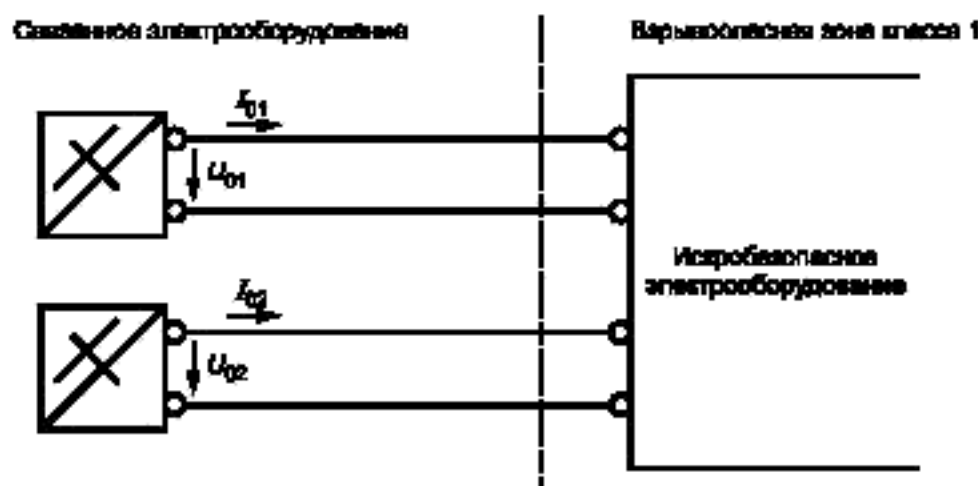 Связанное электрооборудование
Взрывоопасная зона класса 1
I01
U01
Искробезопасное
электрооборудование
I02
U02